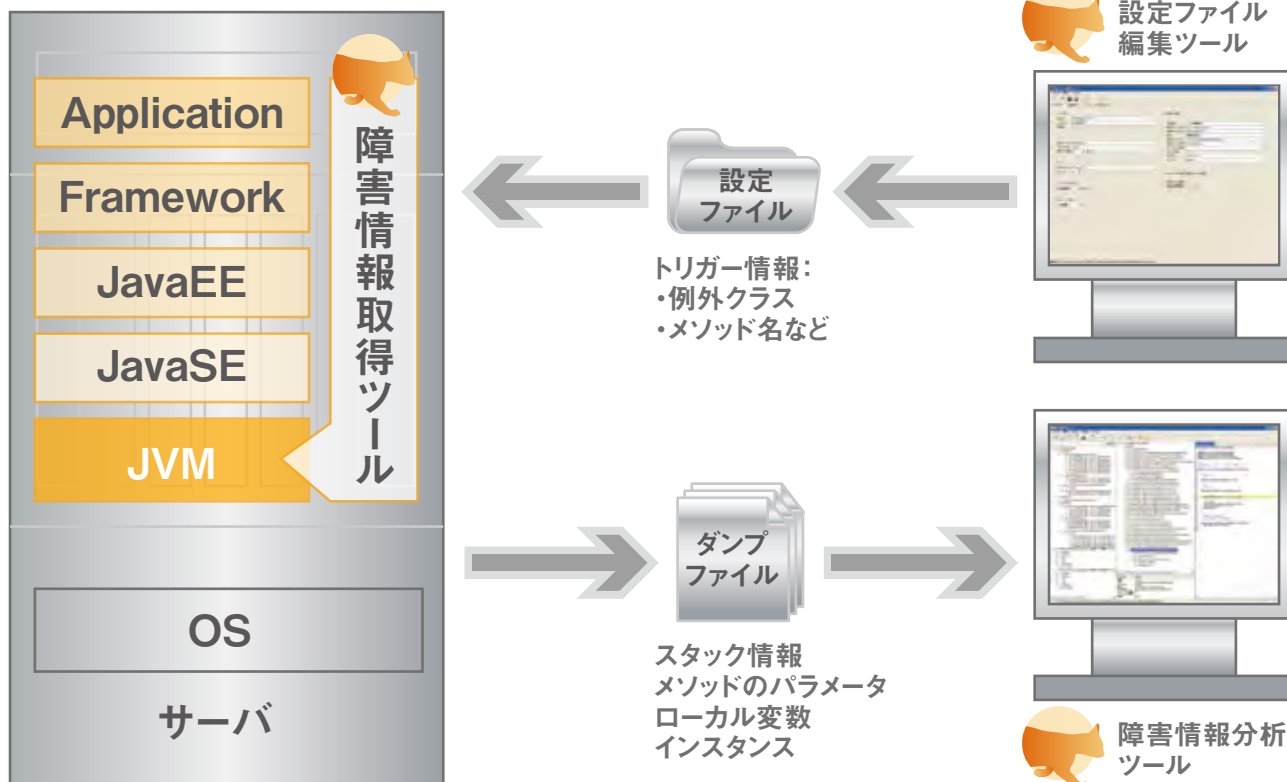 Application
Framework
JavaEE
JavaSE
JVM
障害情報取得ツール
OS
サーバ
設定
ファイル
トリガー情報：
・例外クラス
・メソッド名など
設定ファイル
編集ツール
ダンプ
ファイル
スタック情報
メソッドのパラメータ
ローカル変数
インスタンス
障害情報分析
ツール